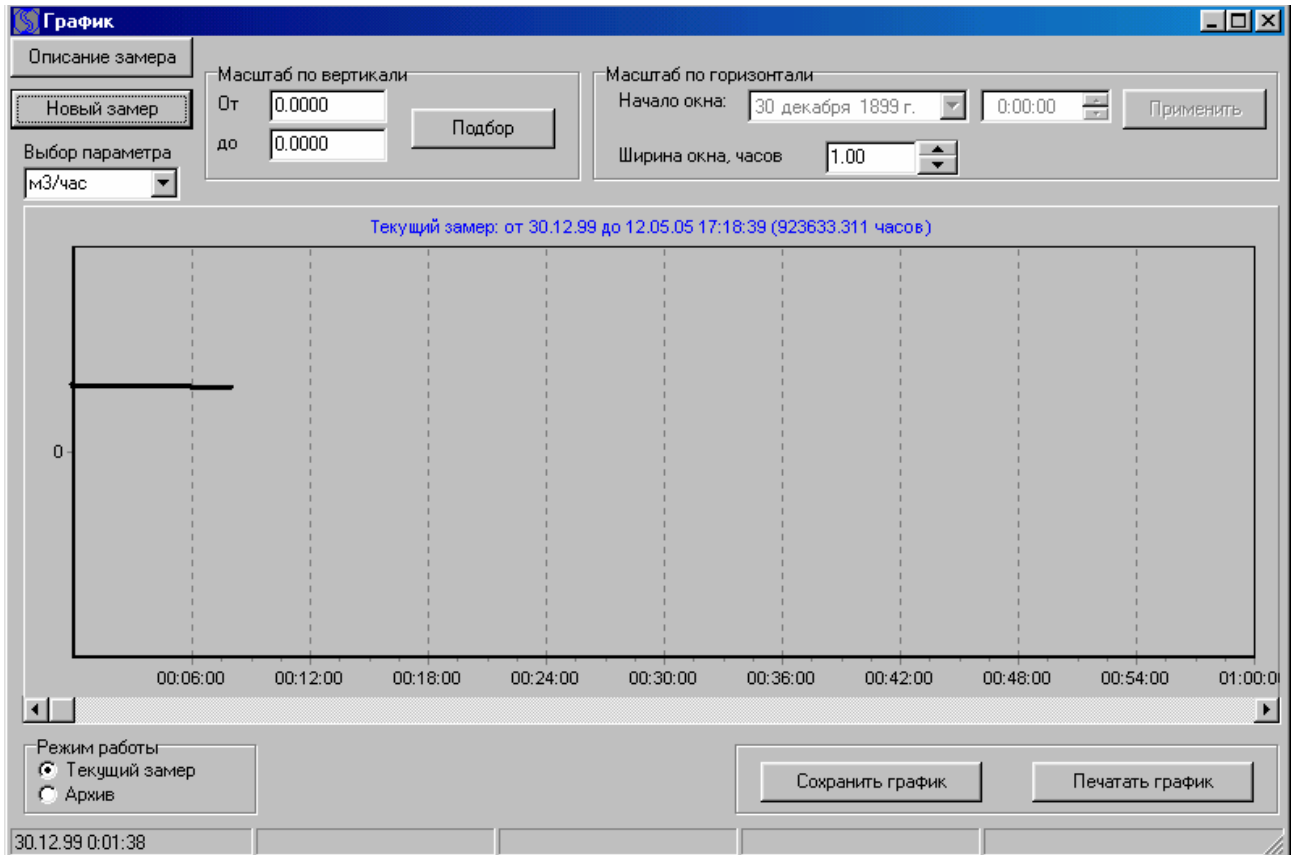 График
Описание замера
Новый замер
Выбор параметра
м3/час
Масштаб по вертикали
От 0.0000
до 0.0000
Подбор
Масштаб по горизонтали
Начало окна: 30 декабря 1899 г. 0:00:00 Применить
Ширина окна, часов 1.00
Текущий замер: от 30.12.99 до 12.05.05 17:18:39 (923633.311 часов)
0
00:06:00 00:12:00 00:18:00 00:24:00 00:30:00 00:36:00 00:42:00 00:48:00 00:54:00 01:00:0
Режим работы
Текущий замер
Архив
Сохранить график Печатать график
30.12.99 0:01:38